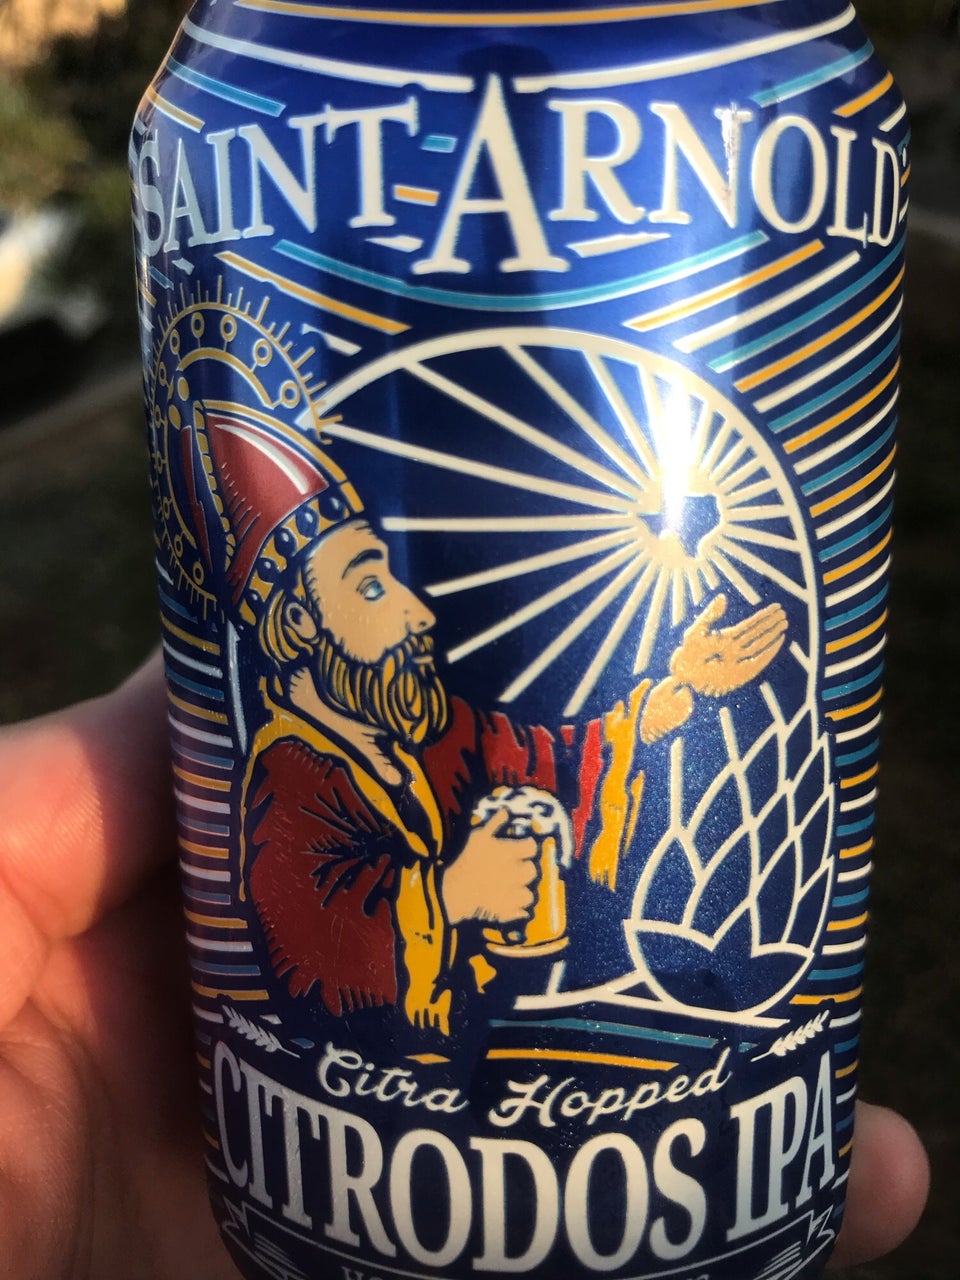 SAINT ARNOLD
Citra Hopped
CITRODOS IPA